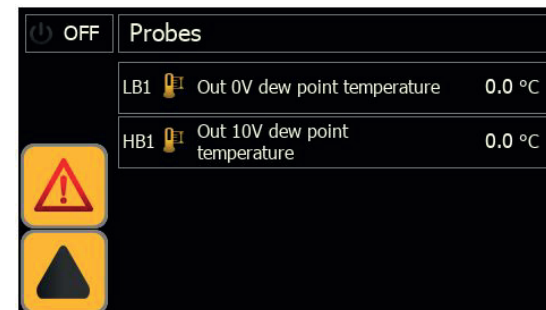 OFF Probes
LB1 Out 0V dew point temperature 0.0 °C
HB1 Out 10V dew point
temperature 0.0 °C